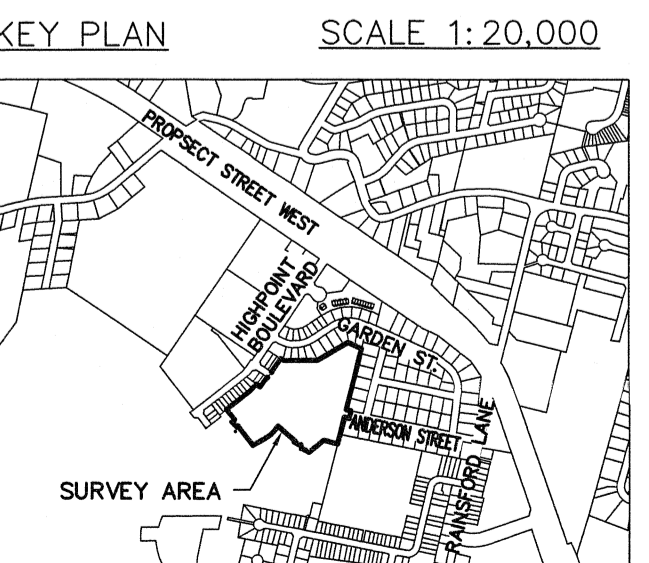 KEY PLAN
SCALE 1:20,000
PROPSECT STREET WEST
HIGHPOINT
BOULEVARD
GARDEN ST.
ANDERSON STREET
RAINSFORD LANE
SURVEY AREA